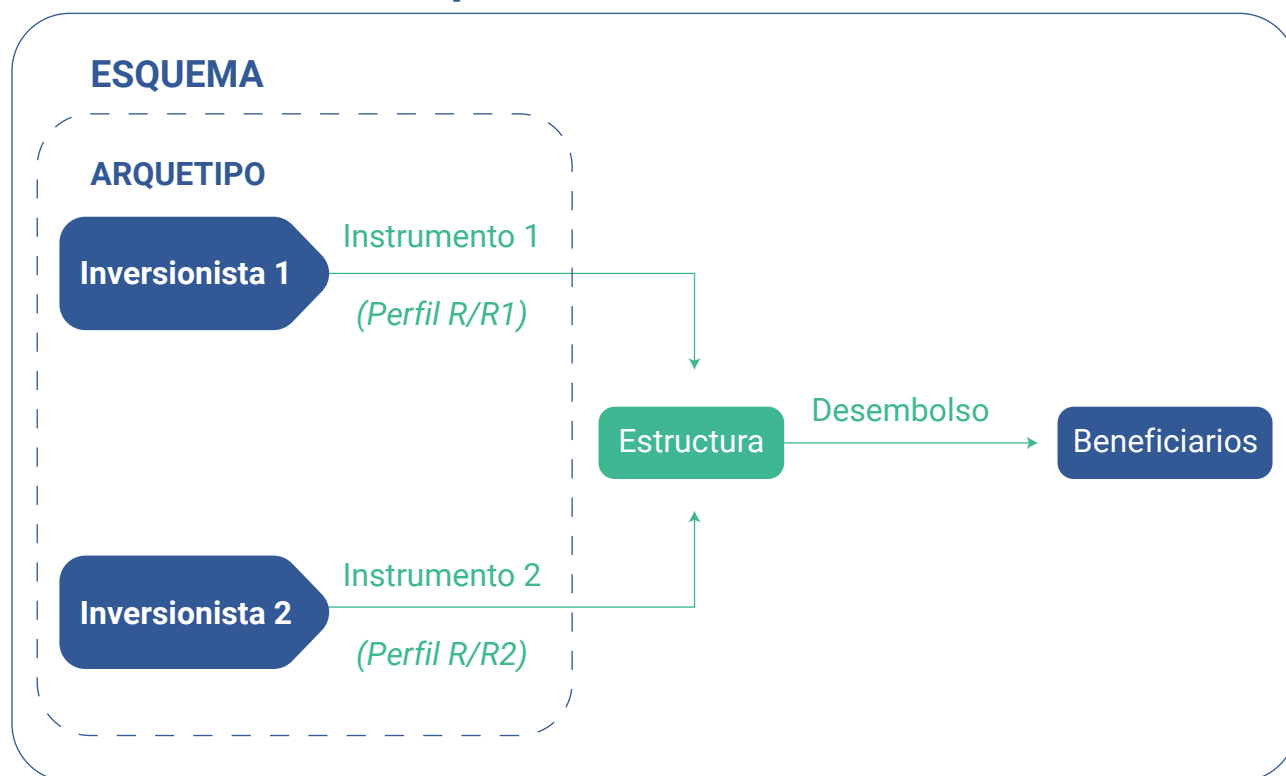 ESQUEMA
ARQUETIPO
Inversionista 1
Instrumento 1
(Perfil R/R1)
Estructura
Desembolso
Beneficiarios
Inversionista 2
Instrumento 2
(Perfil R/R2)